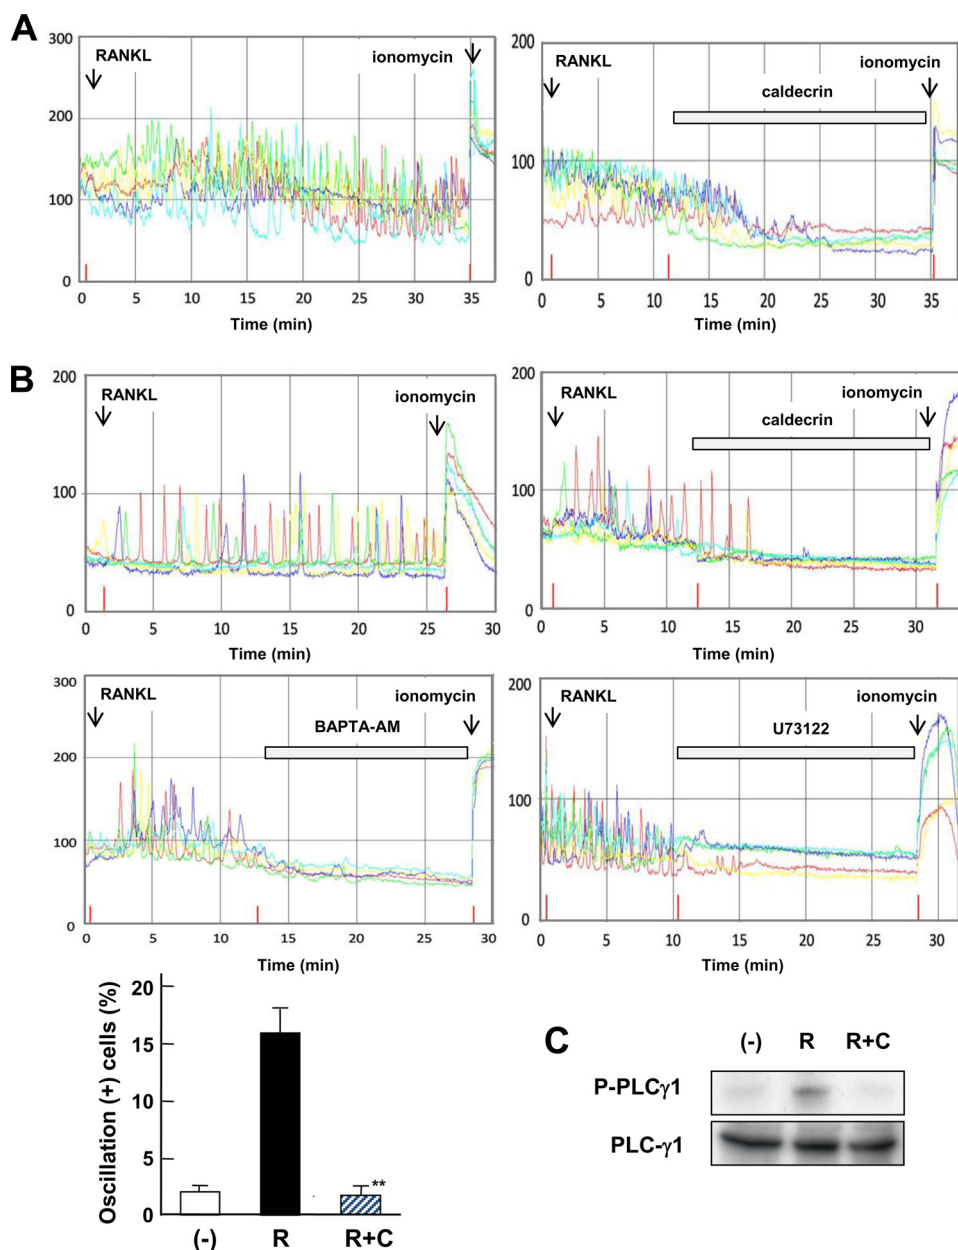 A
300
200
100
0
RANKL
ionomycin
0 5 10 15 20 25 30 35
Time (min)
200
100
0
RANKL
ionomycin
caldecrin
0 5 10 15 20 25 30 35
Time (min)
B
200
100
0
RANKL
ionomycin
0 5 10 15 20 25 30
Time (min)
200
100
0
RANKL
ionomycin
caldecrin
0 5 10 15 20 25 30
Time (min)
300
200
100
0
RANKL
ionomycin
BAPTA-AM
0 5 10 15 20 25 30
Time (min)
200
100
0
RANKL
ionomycin
U73122
0 5 10 15 20 25 30
Time (min)
Oscillation (+) cells (%)
20
15
10
5
0
**
(-) R R+C
C
(-) R R+C
P-PLCγ1
PLC-γ1